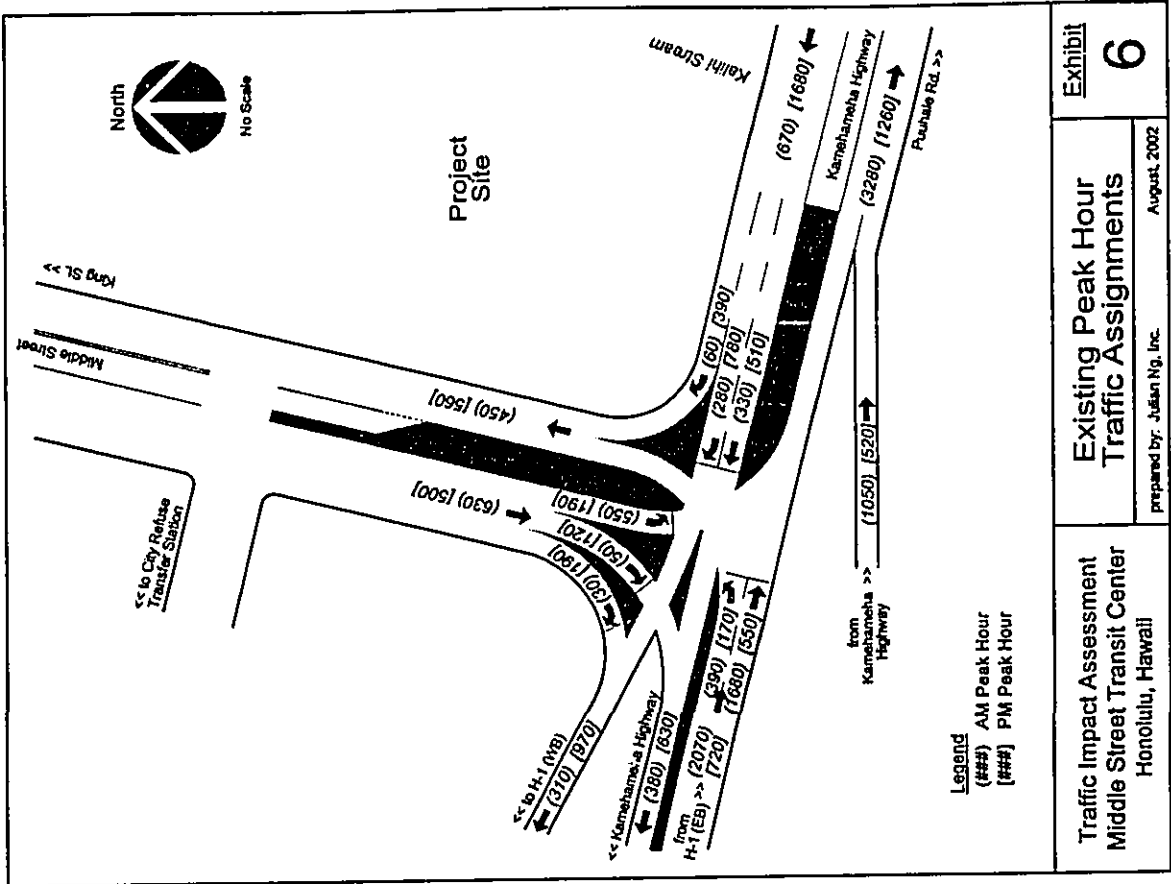 North
No Scale
Kalihi Stream
Project
Site
King St. >>
Middle Street
<< to City Refuse
Transfer Station
(450) [560]
(630) [500]
(550) [190]
(50) [120]
(30) [190]
(670) [1680]
Kamehameha Highway
(3280) [1260]
Puuhale Rd. >>
(60) [390]
(280) [780]
(330) [510]
<< to H-1 (WB)
(310) [970]
<< Kamehameha Highway
(380) [630]
from
H-1 (EB) >> (2070)
[720]
(390) [170]
(1680) [550]
from
Kamehameha >>
Highway
(1050) [520]
Legend
(###) AM Peak Hour
[###] PM Peak Hour
Traffic Impact Assessment
Middle Street Transit Center
Honolulu, Hawaii
Existing Peak Hour
Traffic Assignments
prepared by: Julian Ng, Inc.
August, 2002
Exhibit
6